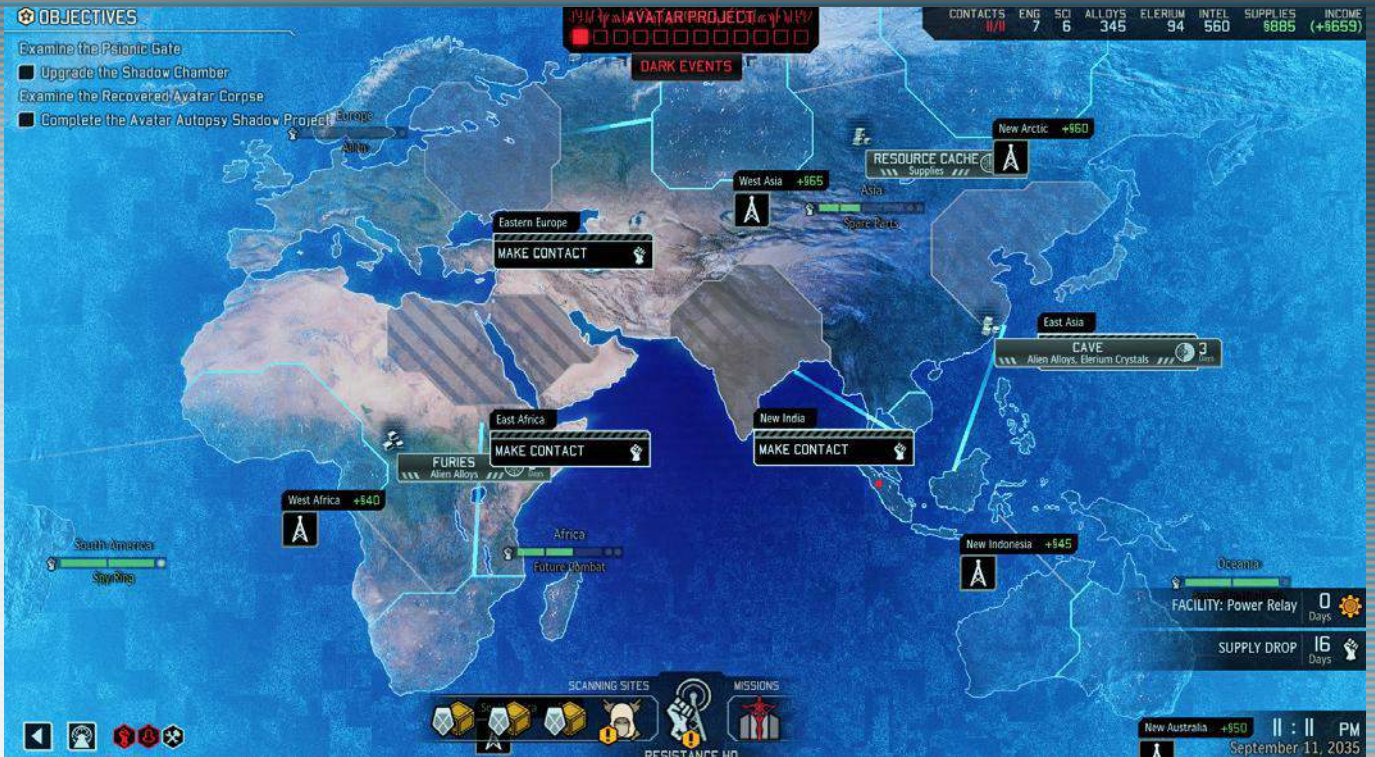 OBJECTIVES
Examine the Psionic Gate
Upgrade the Shadow Chamber
Examine the Recovered Avatar Corpse
Complete the Avatar Autopsy Shadow Project
AVATAR PROJECT
DARK EVENTS
CONTACTS ENG SCI ALLOYS ELERIUM INTEL SUPPLIES INCOME
11/11 7 6 345 94 560 §885 (+§659)
Europe
New Arctic +§60
RESOURCE CACHE
Supplies
West Asia +§65
Asia
Spare Parts
Eastern Europe
MAKE CONTACT
East Asia
CAVE
Alien Alloys, Elerium Crystals
3
Days
East Africa
MAKE CONTACT
New India
MAKE CONTACT
FURIES
Alien Alloys
Days
West Africa +§40
South America
Spy Ring
Africa
Future Combat
New Indonesia +§45
Oceania
FACILITY: Power Relay 0
Days
SUPPLY DROP 16
Days
SCANNING SITES
MISSIONS
RESISTANCE HQ
New Australia +§50
11:11 PM
September 11, 2035